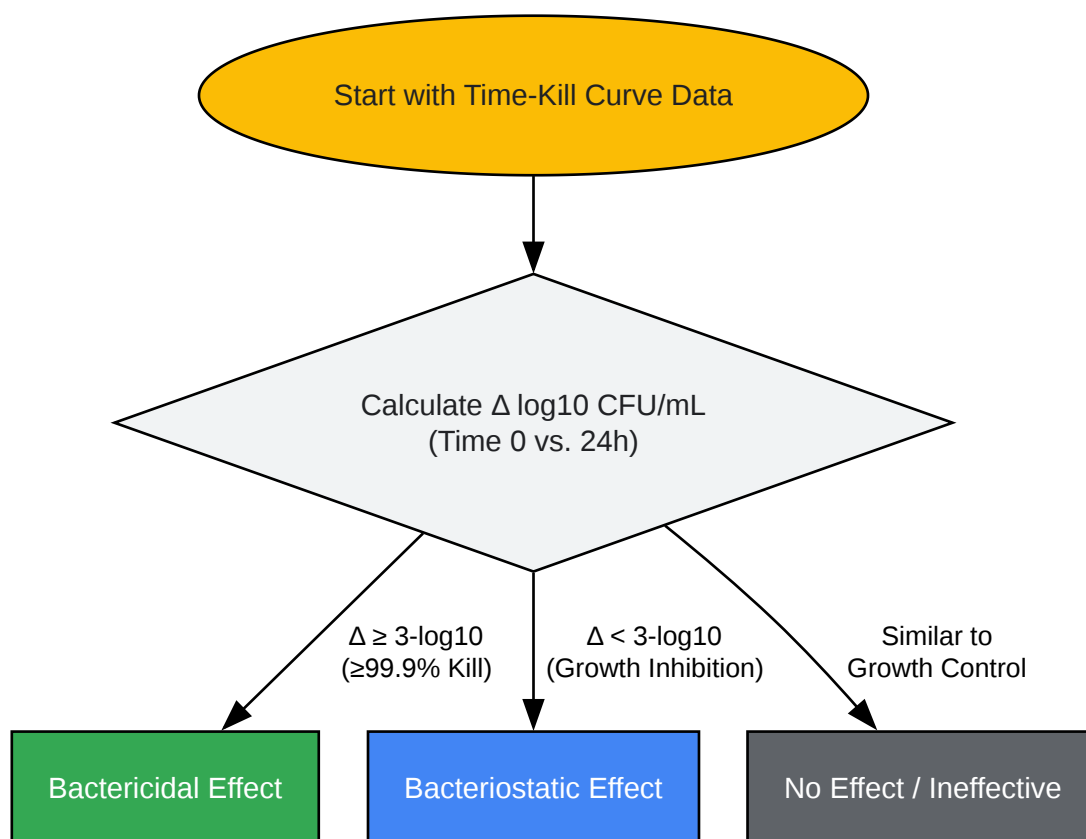 Start with Time-Kill Curve Data
Calculate Δ log10 CFU/mL
(Time 0 vs. 24h)
Δ ≥ 3-log10
(≥99.9% Kill)
Δ < 3-log10
(Growth Inhibition)
Similar to
Growth Control
Bactericidal Effect
Bacteriostatic Effect
No Effect / Ineffective